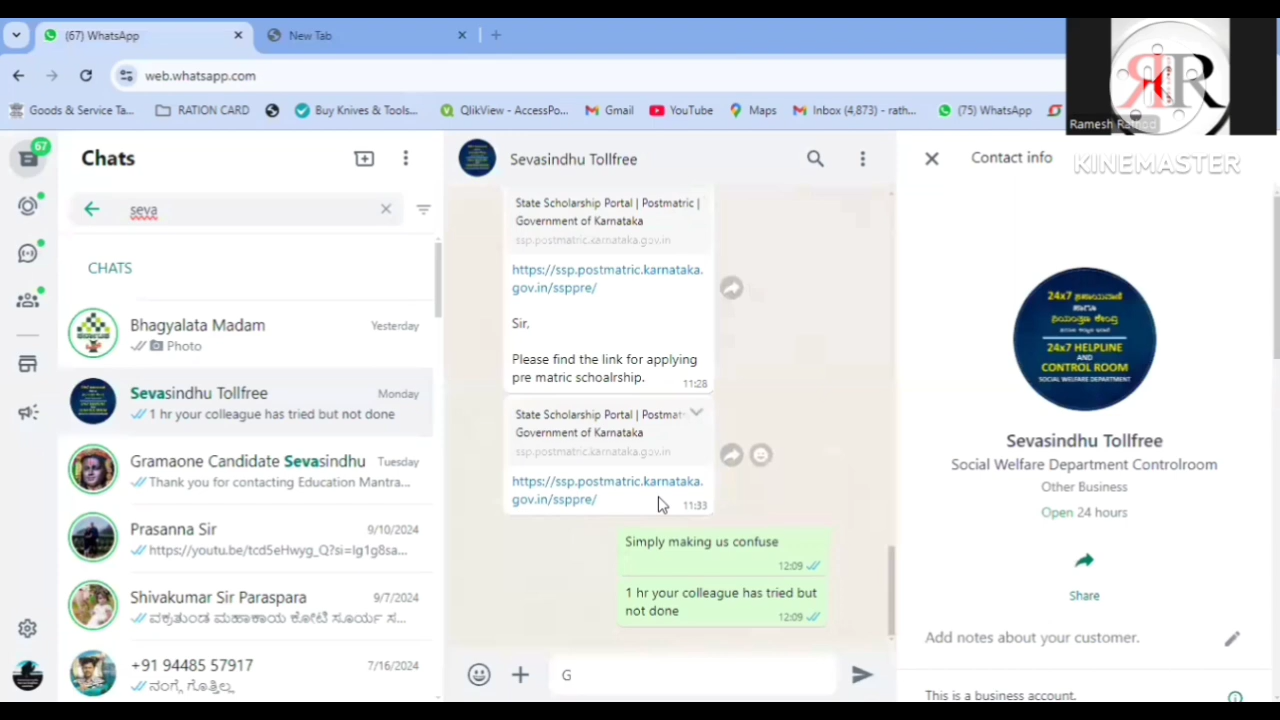 (67) WhatsApp
New Tab
web.whatsapp.com
Goods & Service Ta...
RATION CARD
Buy Knives & Tools...
QlikView - AccessPo...
Gmail
YouTube
Maps
Inbox (4,873) - rath...
(75) WhatsApp
Ramesh Rathod
KINEMASTER
67
Chats
seva
CHATS
Bhagyalata Madam
Yesterday
Photo
Sevasindhu Tollfree
Monday
1 hr your colleague has tried but not done
Gramaone Candidate Sevasindhu
Tuesday
Thank you for contacting Education Mantra...
Prasanna Sir
9/10/2024
https://youtu.be/tcd5eHwyg_Q?si=Ig1g8sa...
Shivakumar Sir Paraspara
9/7/2024
ವಕ್ರತುಂಡ ಮಹಾಕಾಯ ಕೋಟಿ ಸೂರ್ಯ ಸ...
+91 94485 57917
7/16/2024
ನಂಗ್ಗೆ ಗೊತ್ತಿಲ್ಲ
Sevasindhu Tollfree
State Scholarship Portal | Postmatric |
Government of Karnataka
ssp.postmatric.karnataka.gov.in
https://ssp.postmatric.karnataka.
gov.in/ssppre/
Sir,
Please find the link for applying
pre matric schoalrship.
11:28
State Scholarship Portal | Postmat
Government of Karnataka
ssp.postmatric.karnataka.gov.in
https://ssp.postmatric.karnataka.
gov.in/ssppre/
11:33
Simply making us confuse
12:09
1 hr your colleague has tried but
not done
12:09
G
Contact info
24x7
24X7 HELPLINE
AND
CONTROL ROOM
SOCIAL WELFARE DEPARTMENT
Sevasindhu Tollfree
Social Welfare Department Controlroom
Other Business
Open 24 hours
Share
Add notes about your customer.
This is a business account.